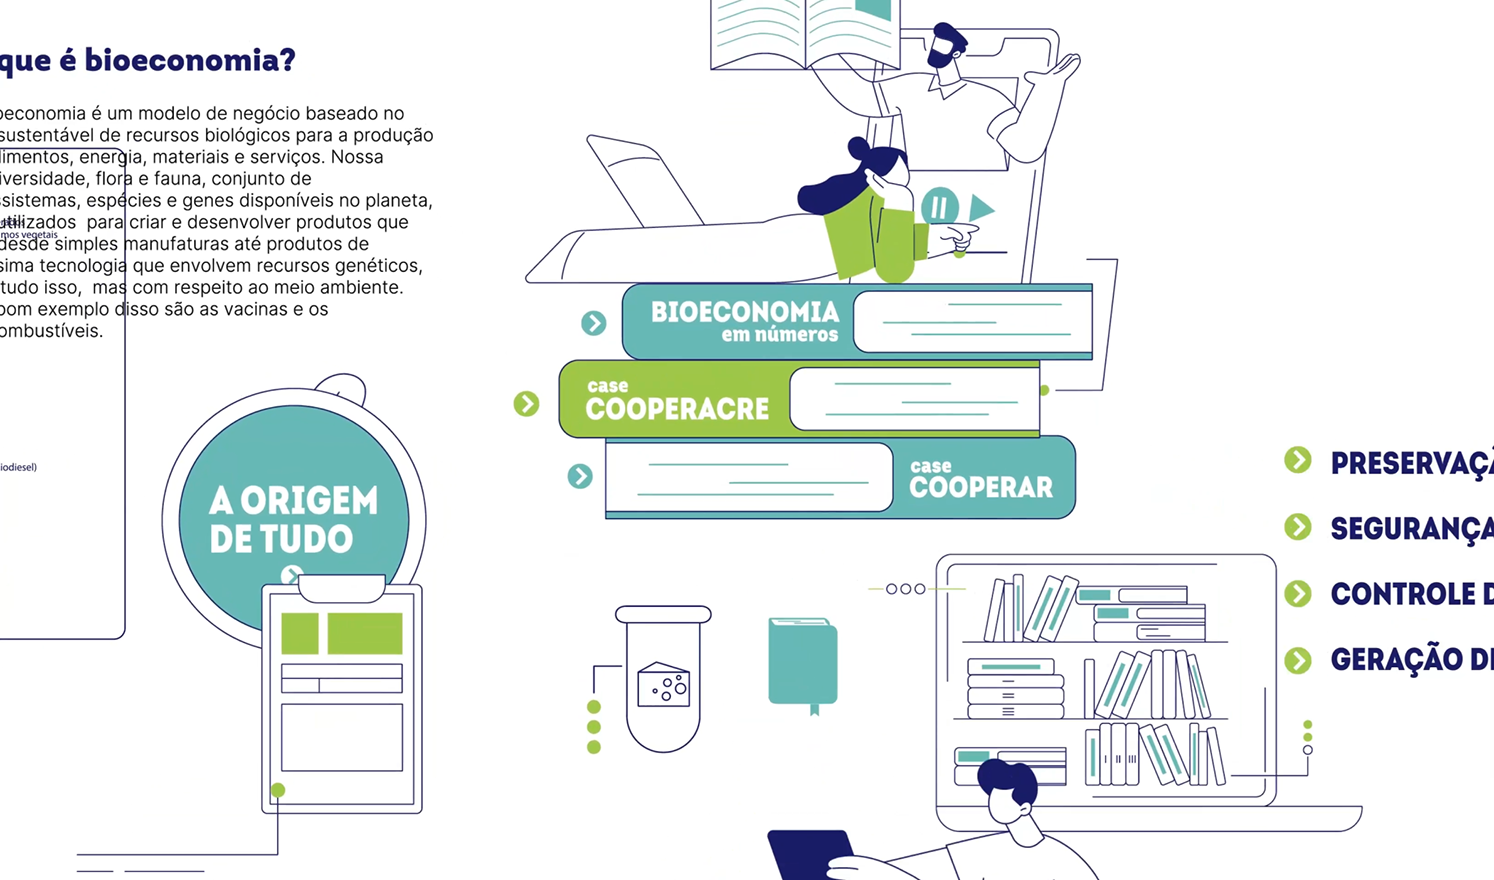 que é bioeconomia?
oeconomia é um modelo de negócio baseado no
sustentável de recursos biológicos para a produção
limentos, energia, materiais e serviços. Nossa
iversidade, flora e fauna, conjunto de
ssistemas, espécies e genes disponíveis no planeta,
utilizados para criar e desenvolver produtos que
desde simples manufaturas até produtos de
sima tecnologia que envolvem recursos genéticos,
tudo isso, mas com respeito ao meio ambiente.
bom exemplo disso são as vacinas e os
ombustíveis.
mos vegetais
iodiesel)
A ORIGEM
DE TUDO
BIOECONOMIA
em números
case
COOPERACRE
case
COOPERAR
PRESERVAÇÃ
SEGURANÇA
CONTROLE D
GERAÇÃO DE